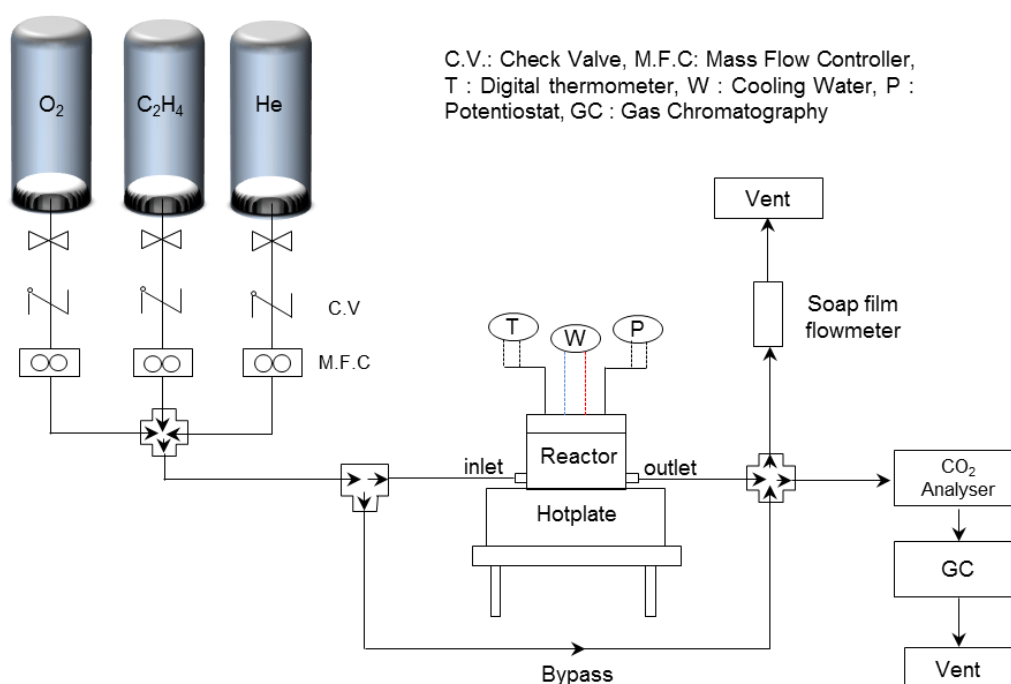 O₂
C₂H₄
He
C.V.: Check Valve, M.F.C: Mass Flow Controller,
T : Digital thermometer, W : Cooling Water, P :
Potentiostat, GC : Gas Chromatography
Vent
C.V
Soap film
flowmeter
M.F.C
T
W
P
inlet
Reactor
outlet
CO₂
Analyser
Hotplate
GC
Bypass
Vent